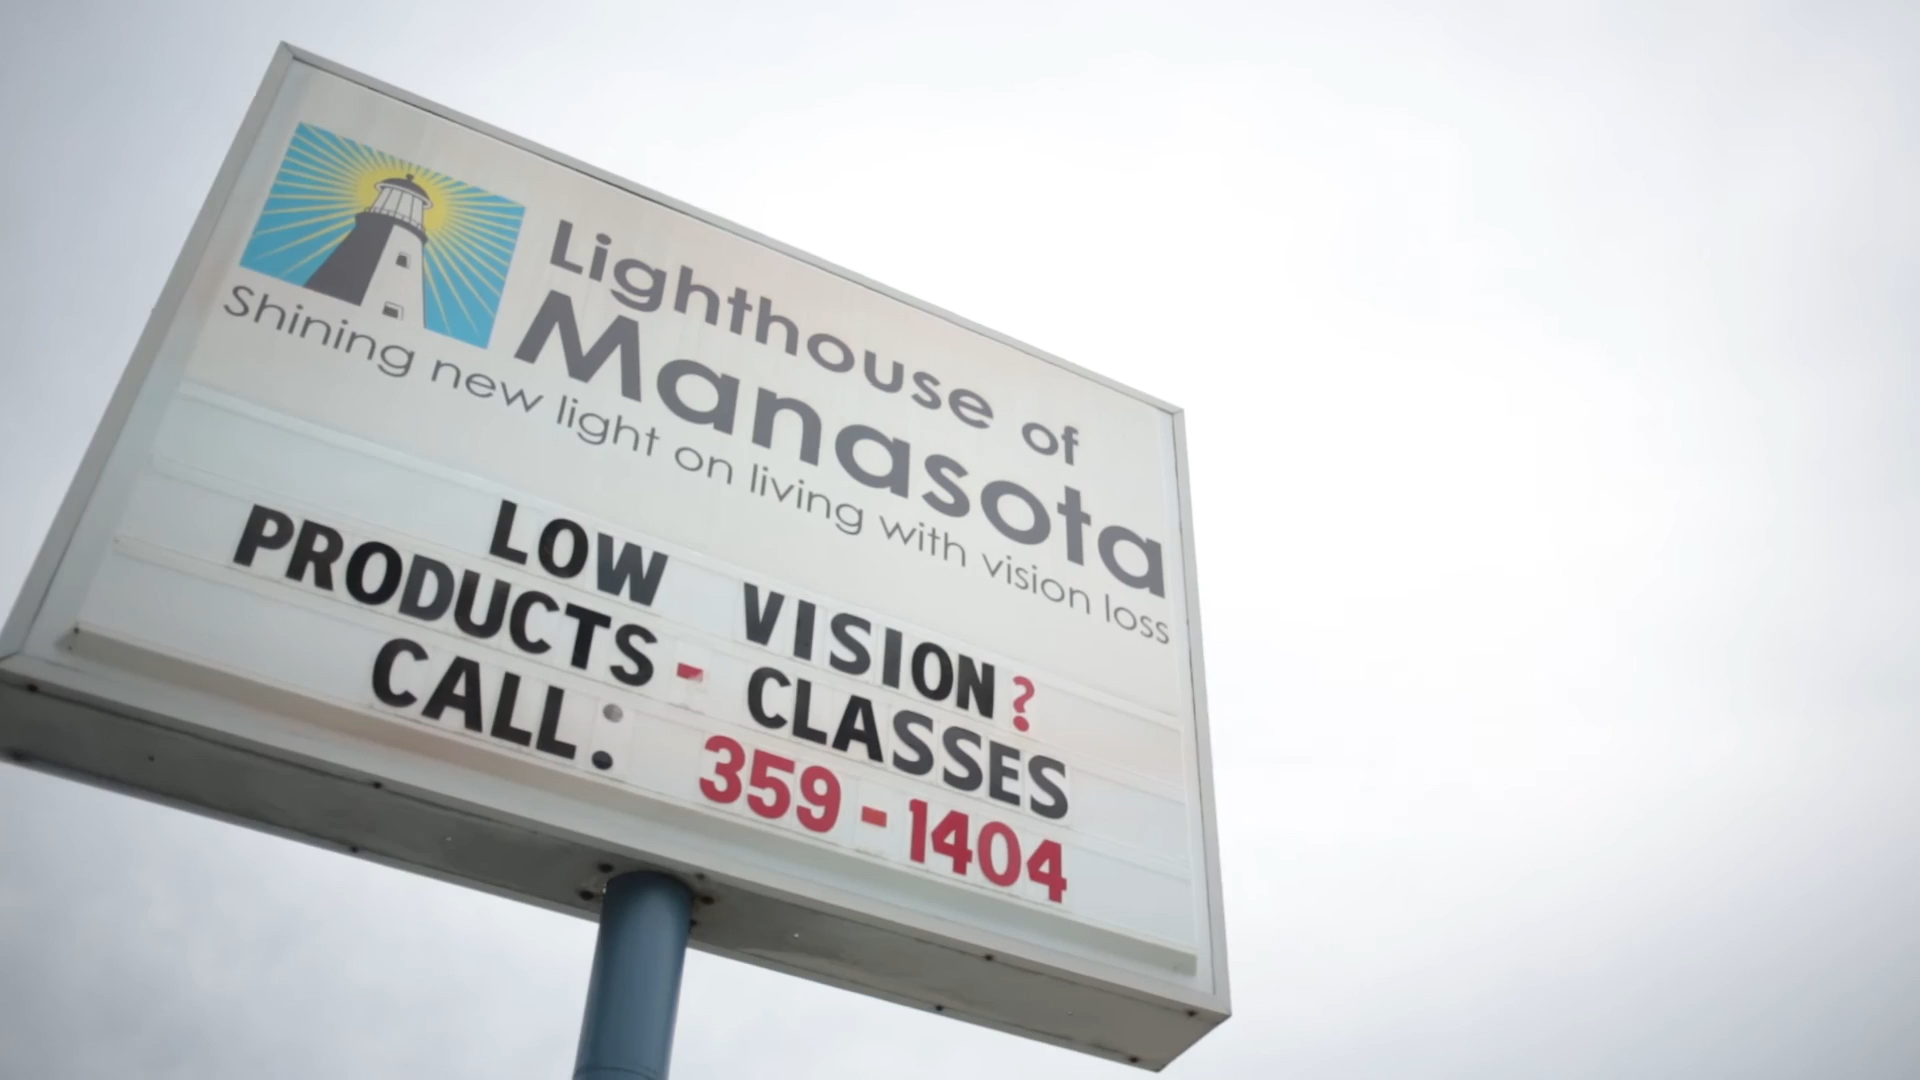 Lighthouse of
Manasota
Shining new light on living with vision loss
LOW VISION?
PRODUCTS - CLASSES
CALL: 359-1404